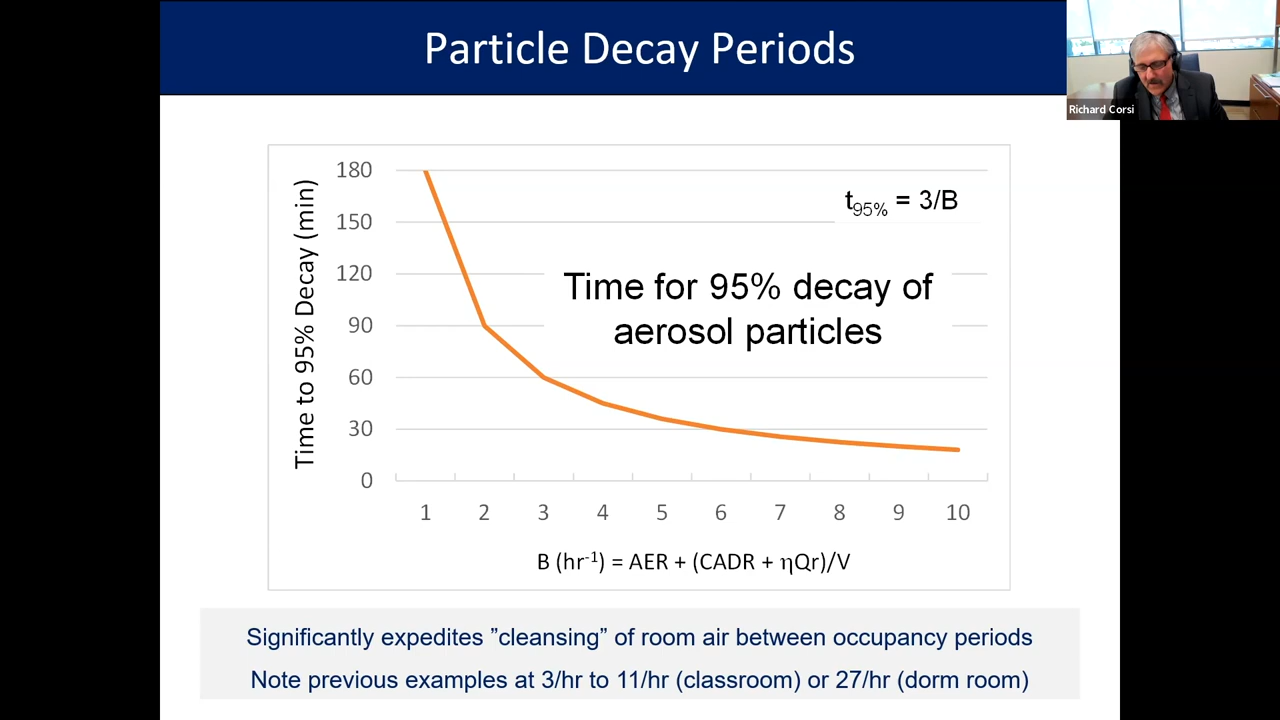 Particle Decay Periods
Richard Corsi
Time to 95% Decay (min)
180
150
120
90
60
30
0
t95% = 3/B
Time for 95% decay of
aerosol particles
1 2 3 4 5 6 7 8 9 10
B (hr-1) = AER + (CADR + ηQr)/V
Significantly expedites ”cleansing” of room air between occupancy periods
Note previous examples at 3/hr to 11/hr (classroom) or 27/hr (dorm room)